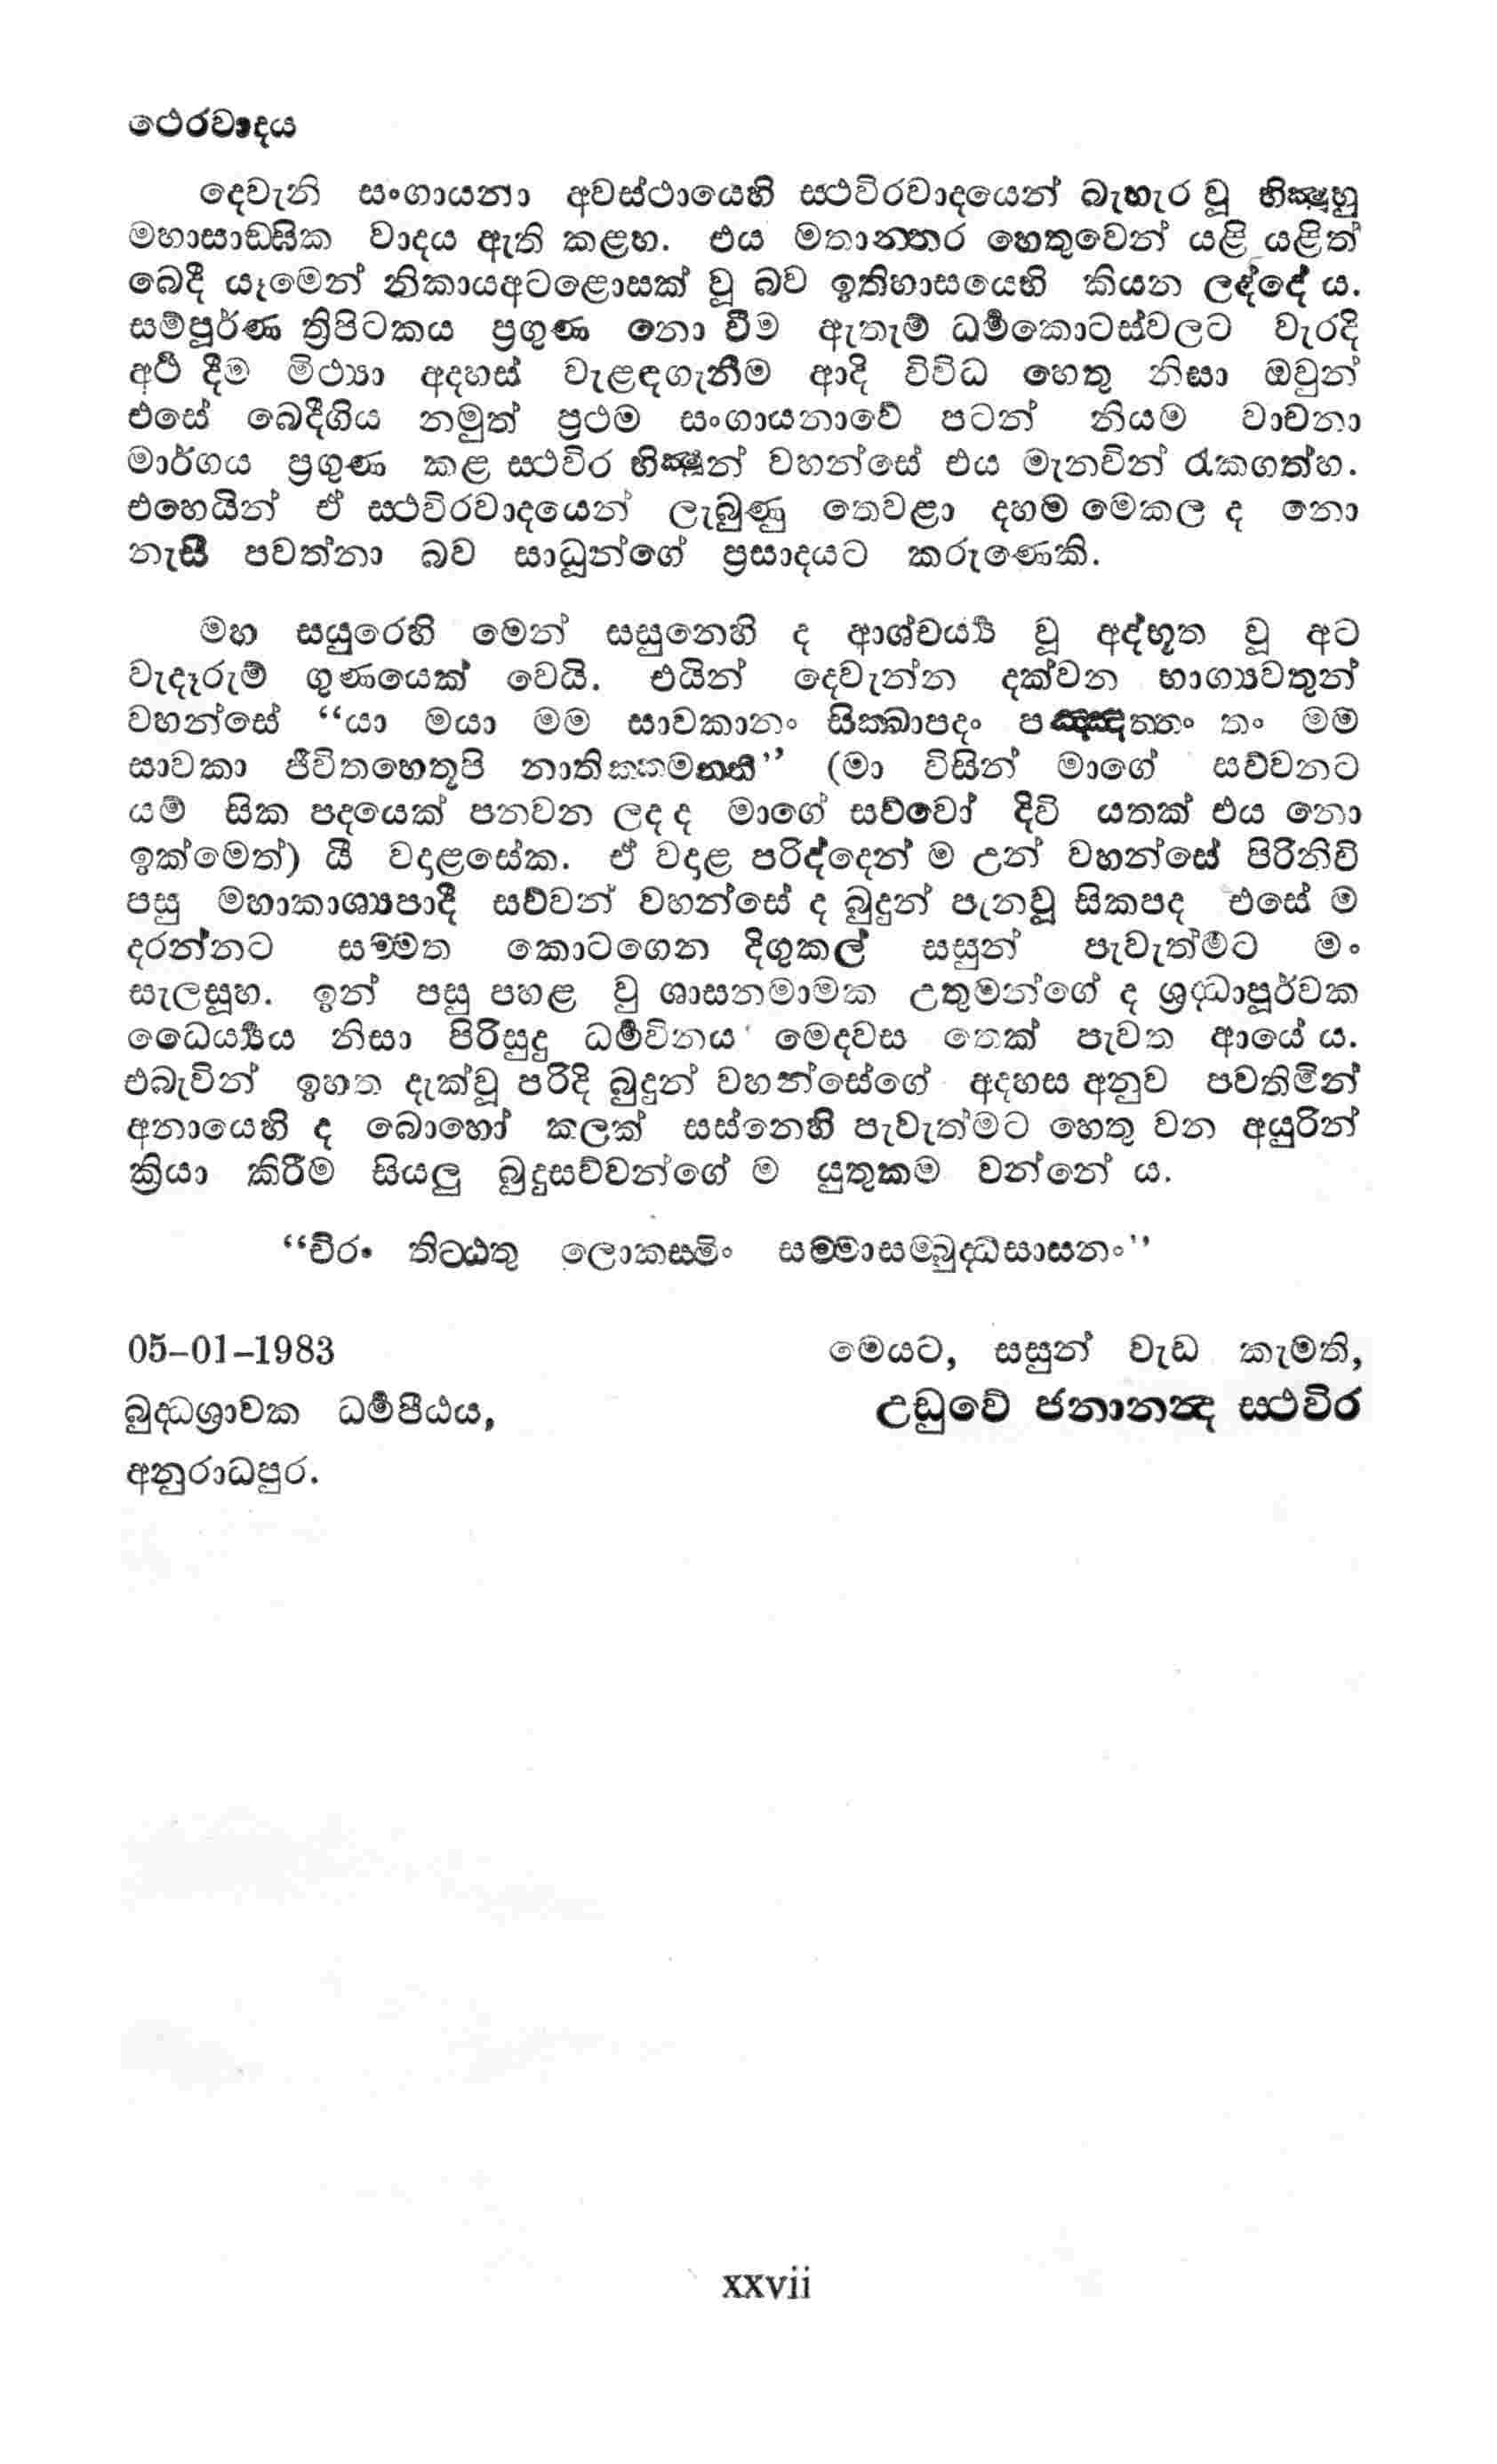 ථෙරවාදය
දෙවැනි සංගායනා අවස්ථායෙහි ස්‍ථවිරවාදයෙන් බැහැර වූ භික්‍ෂූහු
මහාසාඞ්ඝික වාදය ඇති කළහ. එය මතාන්‍තර හෙතුවෙන් යළි යළිත්
බෙදී යෑමෙන් නිකායඅටළොසක් වූ බව ඉතිහාසයෙහි කියන ලද්දේ ය.
සම්පූර්ණ ත්‍රිපිටකය ප්‍රගුණ නො වීම ඇතැම් ධර්‍මකොටස්වලට වැරදි
අර්‍ථ දීම මිථ්‍යා අදහස් වැළඳගැනීම ආදි විවිධ හෙතු නිසා ඔවුන්
එසේ බෙදීගිය නමුත් ප්‍රථම සංගායනාවේ පටන් නියම වාචනා
මාර්ගය ප්‍රගුණ කළ ස්‍ථවිර භික්‍ෂූන් වහන්සේ එය මැනවින් රැකගත්හ.
එහෙයින් ඒ ස්‍ථවිරවාදයෙන් ලැබුණු තෙවළා දහම මෙකල ද නො
නැසී පවත්නා බව සාධූන්ගේ ප්‍රසාදයට කරුණෙකි.
මහ සයුරෙහි මෙන් සසුනෙහි ද ආශ්චර්‍ය්‍ය වූ අද්භූත වූ අට
වැදෑරුම් ගුණයෙක් වෙයි. එයින් දෙවැන්න දක්වන භාග්‍යවතුන්
වහන්සේ “යා මයා මම සාවකානං සික්‍ඛාපදං පඤ්ඤත්‍තං තං මම
සාවකා ජීවිතහෙතූපි නාතික්‍කමන්‍තී” (මා විසින් මාගේ සව්වනට
යම් සික පදයෙක් පනවන ලද ද මාගේ සව්වෝ දිවි යතක් එය නො
ඉක්මෙත්) යී වදාළසේක. ඒ වදාළ පරිද්දෙන් ම උන් වහන්සේ පිරිනිවි
පසු මහාකාශ්‍යපාදී සව්වන් වහන්සේ ද බුදුන් පැනවූ සිකපද එසේ ම
දරන්නට සම්‍මත කොටගෙන දිගුකල් සසුන් පැවැත්මට මං
සැලසූහ. ඉන් පසු පහළ වු ශාසනමාමක උතුමන්ගේ ද ශ්‍රද්‍ධාපූර්වක
ධෛර්‍ය්‍යය නිසා පිරිසුදු ධර්‍මවිනය මෙදවස තෙක් පැවත ආයේ ය.
එබැවින් ඉහත දැක්වූ පරිදි බුදුන් වහන්සේගේ අදහස අනුව පවතිමින්
අනායෙහි ද බොහෝ කලක් සස්නෙහි පැවැත්මට හෙතු වන අයුරින්
ක්‍රියා කිරීම සියලු බුදුසව්වන්ගේ ම යුතුකම වන්නේ ය.
“චිරං තිට්‍ඨතු ලොකස්‍මිං සම්‍මාසම්‍බුද්‍ධසාසනං”
05-01-1983
මෙයට, සසුන් වැඩ කැමති,
බුද්‍ධශ්‍රාවක ධර්‍මපීඨය,
උඩුවේ ජනානන්‍ද ස්‍ථවිර
අනුරාධපුර.
xxvii